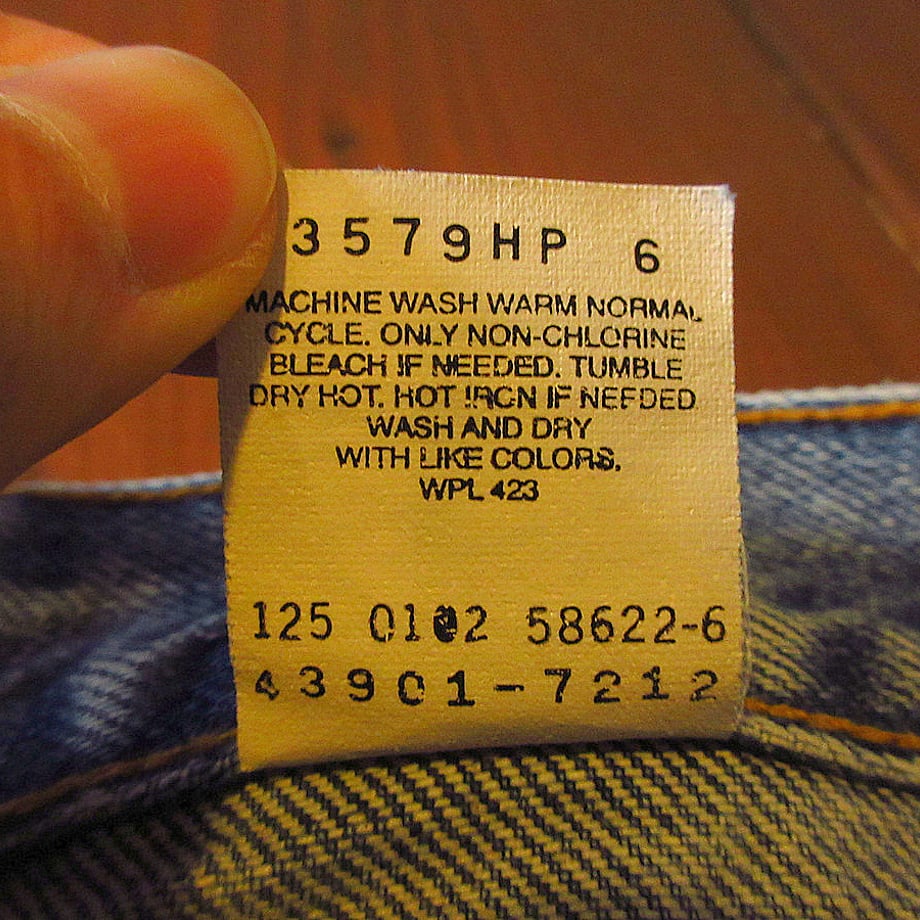 3579HP 6
MACHINE WASH WARM NORMAL
CYCLE. ONLY NON-CHLORINE
BLEACH IF NEEDED. TUMBLE
DRY HOT. HOT IRON IF NEEDED
WASH AND DRY
WITH LIKE COLORS.
WPL 423
125 58622-6
43901-7212